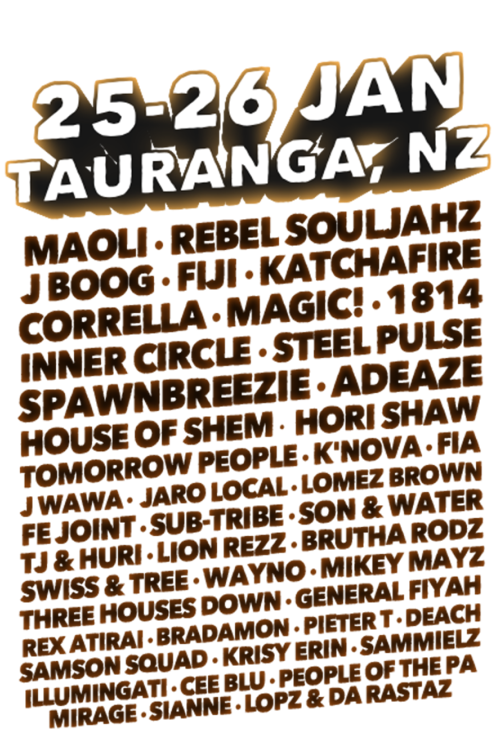 25-26 JAN
TAURANGA, NZ
MAOLI · REBEL SOULJAHZ
J BOOG · FIJI · KATCHAFIRE
CORRELLA · MAGIC! · 1814
INNER CIRCLE · STEEL PULSE
SPAWNBREEZIE · ADEAZE
HOUSE OF SHEM · HORI SHAW
TOMORROW PEOPLE · K'NOVA · FIA
J WAWA · JARO LOCAL · LOMEZ BROWN
FE JOINT · SUB-TRIBE · SON & WATER
TJ & HURI · LION REZZ · BRUTHA RODZ
SWISS & TREE · WAYNO · MIKEY MAYZ
THREE HOUSES DOWN · GENERAL FIYAH
REX ATIRAI · BRADAMON · PIETER T · DEACH
SAMSON SQUAD · KRISY ERIN · SAMMIELZ
ILLUMINGATI · CEE BLU · PEOPLE OF THE PA
MIRAGE · SIANNE · LOPZ & DA RASTAZ